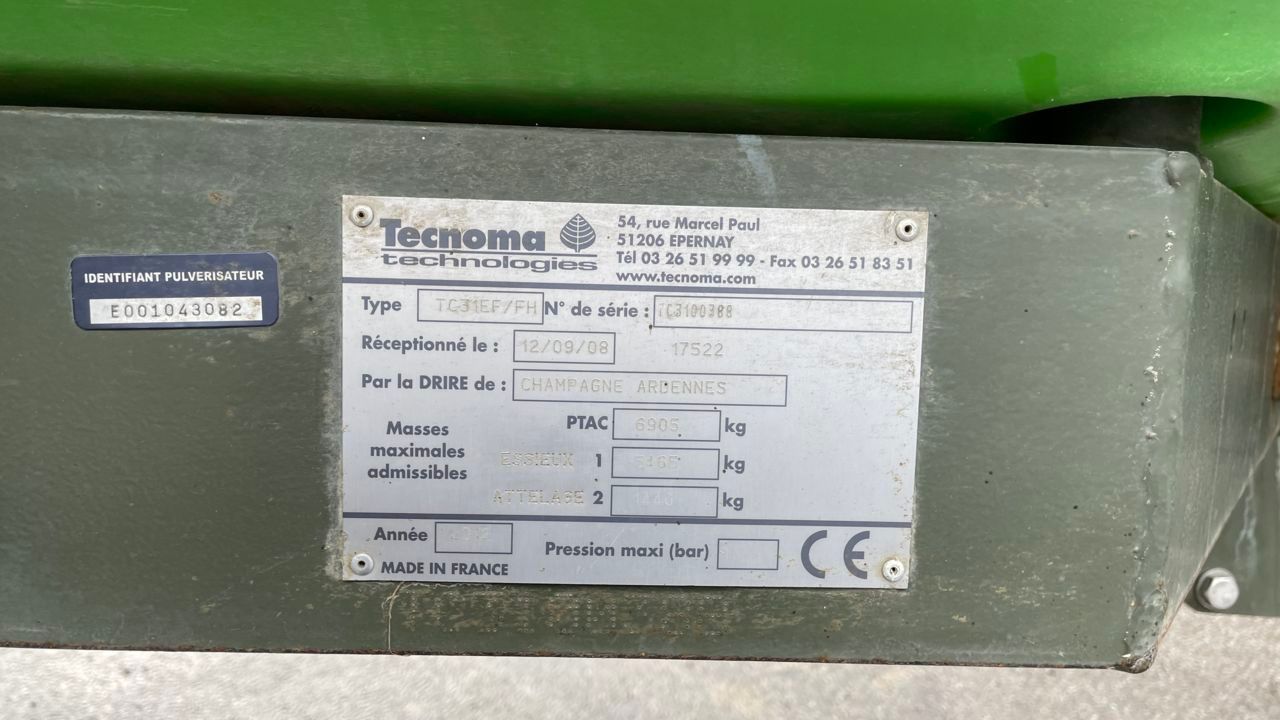 IDENTIFIANT PULVERISATEUR
E001043082
Tecnoma
technologies
54, rue Marcel Paul
51206 EPERNAY
Tél 03 26 51 99 99 - Fax 03 26 51 83 51
www.tecnoma.com
Type TC31EF/FH N° de série : TC3100388
Réceptionné le : 12/09/08 17522
Par la DRIRE de : CHAMPAGNE ARDENNES
Masses maximales admissibles
PTAC 6905 kg
ESSIEUX 1 5465 kg
ATTELAGE 2 1440 kg
Année
Pression maxi (bar)
CE
MADE IN FRANCE